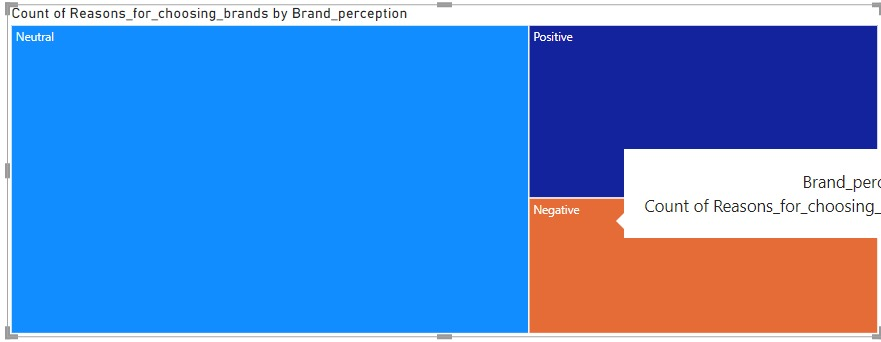 Count of Reasons_for_choosing_brands by Brand_perception
Neutral
Positive
Brand_perc
Count of Reasons_for_choosing_
Negative